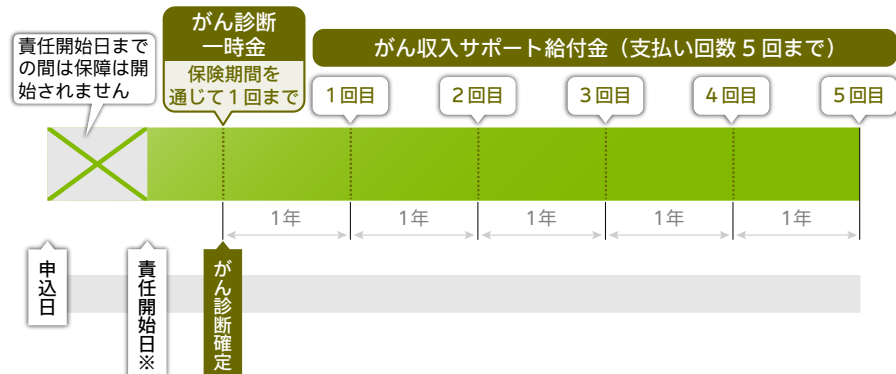 責任開始日まで
の間は保障は開
始されません
がん診断
一時金
保険期間を
通じて1回まで
がん収入サポート給付金（支払い回数5回まで）
1回目
2回目
3回目
4回目
5回目
1年
1年
1年
1年
1年
申込日
責任開始日※
がん診断確定